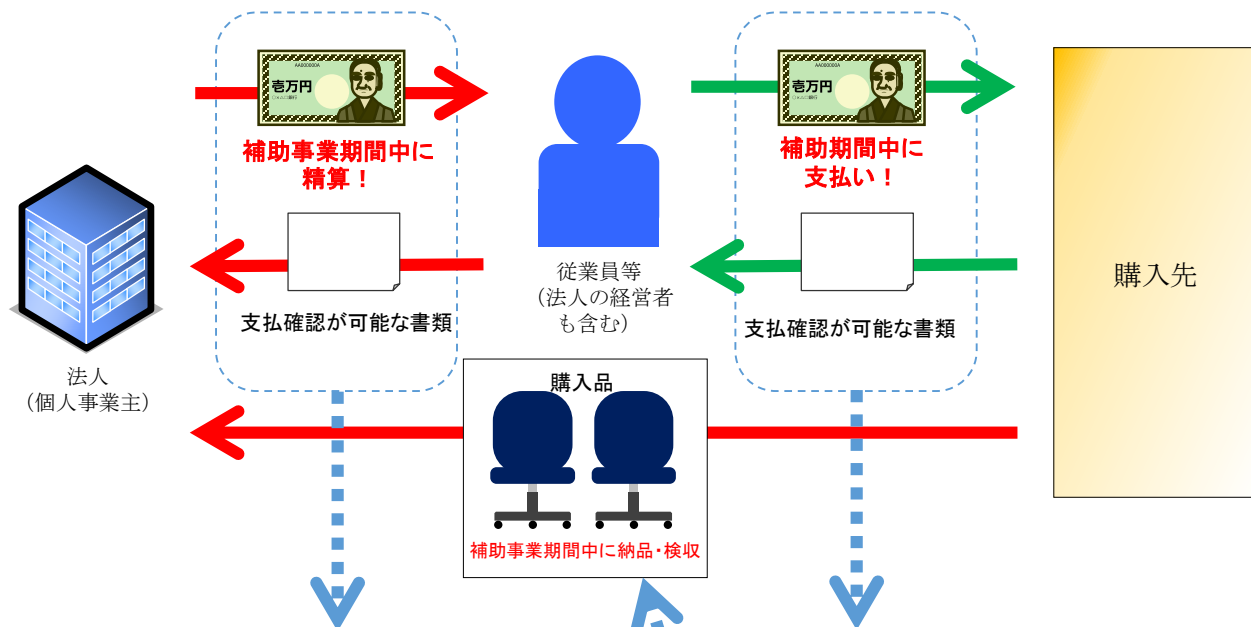 AA000000A
壱万円
補助事業期間中に
精算！
支払確認が可能な書類
法人
（個人事業主）
従業員等
（法人の経営者
も含む）
AA000000A
壱万円
補助期間中に
支払い！
支払確認が可能な書類
購入先
購入品
補助事業期間中に納品・検収